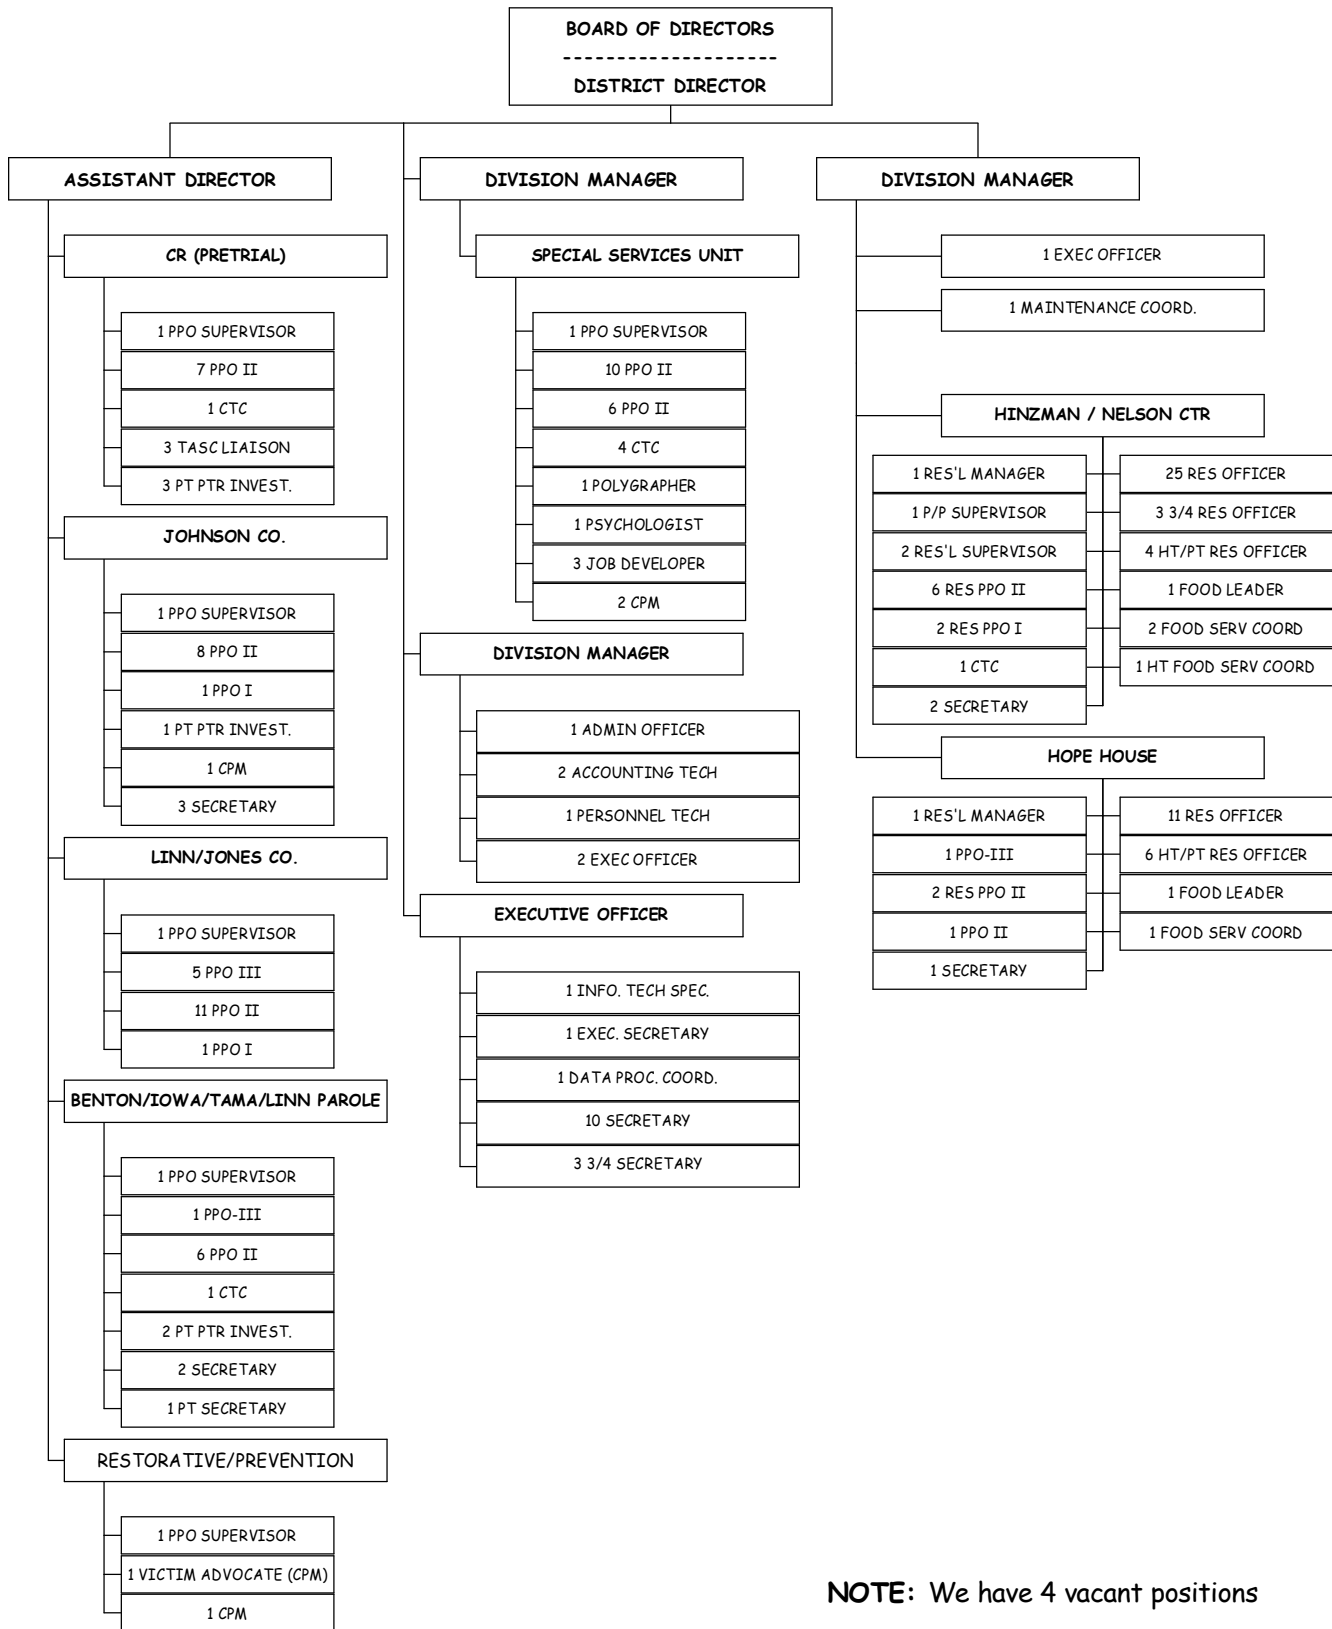 BOARD OF DIRECTORS
-------------------
DISTRICT DIRECTOR
ASSISTANT DIRECTOR
CR (PRETRIAL)
1 PPO SUPERVISOR
7 PPO II
1 CTC
3 TASC LIAISON
3 PT PTR INVEST.
JOHNSON CO.
1 PPO SUPERVISOR
8 PPO II
1 PPO I
1 PT PTR INVEST.
1 CPM
3 SECRETARY
LINN/JONES CO.
1 PPO SUPERVISOR
5 PPO III
11 PPO II
1 PPO I
BENTON/IOWA/TAMA/LINN PAROLE
1 PPO SUPERVISOR
1 PPO-III
6 PPO II
1 CTC
2 PT PTR INVEST.
2 SECRETARY
1 PT SECRETARY
RESTORATIVE/PREVENTION
1 PPO SUPERVISOR
1 VICTIM ADVOCATE (CPM)
1 CPM
DIVISION MANAGER
SPECIAL SERVICES UNIT
1 PPO SUPERVISOR
10 PPO II
6 PPO II
4 CTC
1 POLYGRAPHER
1 PSYCHOLOGIST
3 JOB DEVELOPER
2 CPM
DIVISION MANAGER
1 ADMIN OFFICER
2 ACCOUNTING TECH
1 PERSONNEL TECH
2 EXEC OFFICER
EXECUTIVE OFFICER
1 INFO. TECH SPEC.
1 EXEC. SECRETARY
1 DATA PROC. COORD.
10 SECRETARY
3 3/4 SECRETARY
DIVISION MANAGER
1 EXEC OFFICER
1 MAINTENANCE COORD.
HINZMAN / NELSON CTR
1 RES'L MANAGER
1 P/P SUPERVISOR
2 RES'L SUPERVISOR
6 RES PPO II
2 RES PPO I
1 CTC
2 SECRETARY
25 RES OFFICER
3 3/4 RES OFFICER
4 HT/PT RES OFFICER
1 FOOD LEADER
2 FOOD SERV COORD
1 HT FOOD SERV COORD
HOPE HOUSE
1 RES'L MANAGER
1 PPO-III
2 RES PPO II
1 PPO II
1 SECRETARY
11 RES OFFICER
6 HT/PT RES OFFICER
1 FOOD LEADER
1 FOOD SERV COORD
NOTE: We have 4 vacant positions